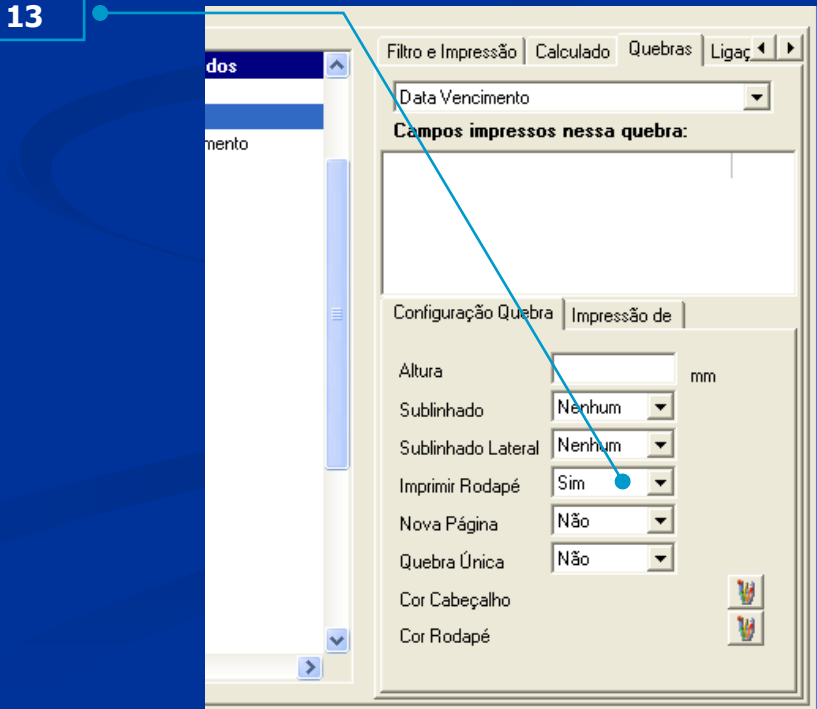 13
dos
mento
Filtro e Impressão Calculado Quebras Ligaç
Data Vencimento
Campos impressos nessa quebra:
Configuração Quebra Impressão de
Altura mm
Sublinhado Nenhum
Sublinhado Lateral Nenhum
Imprimir Rodapé Sim
Nova Página Não
Quebra Única Não
Cor Cabeçalho
Cor Rodapé